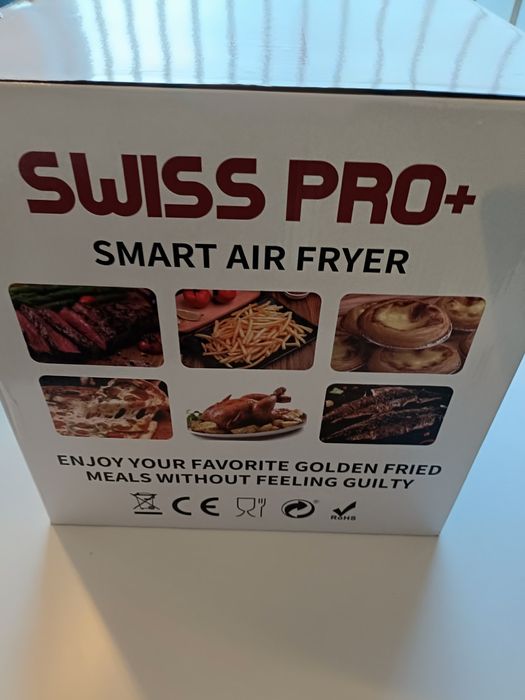 SWISS PRO+
SMART AIR FRYER
ENJOY YOUR FAVORITE GOLDEN FRIED
MEALS WITHOUT FEELING GUILTY
CE
RoHS